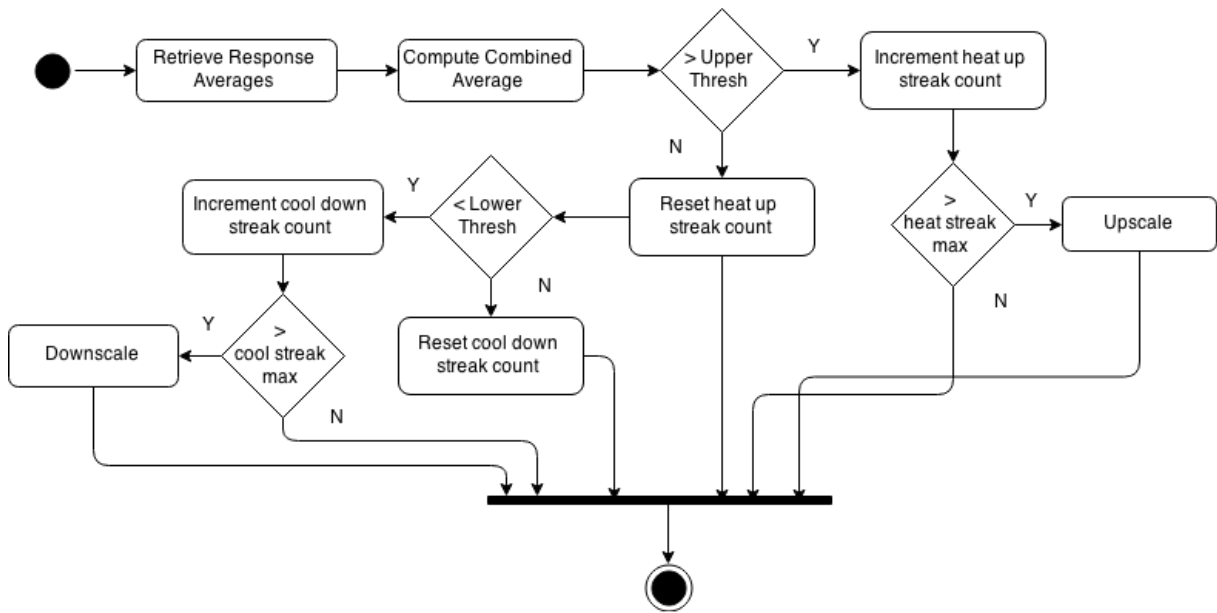 Retrieve Response
Averages
Compute Combined
Average
> Upper
Thresh
Y
Increment heat up
streak count
N
Increment cool down
streak count
Y
< Lower
Thresh
Reset heat up
streak count
>
heat streak
max
Y
Upscale
N
N
Downscale
Y
>
cool streak
max
Reset cool down
streak count
N